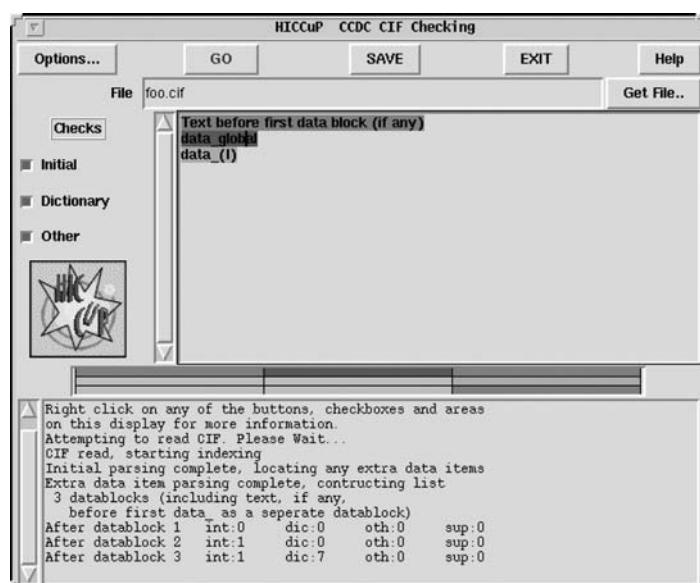 HICCuP CCDC CIF Checking
Options... GO SAVE EXIT Help
File foo.cif Get File..
Checks
Text before first data block (if any)
data_global
data_(I)
Initial
Dictionary
Other
HIC
CUP
Right click on any of the buttons, checkboxes and areas
on this display for more information.
Attempting to read CIF. Please Wait...
CIF read, starting indexing
Initial parsing complete, locating any extra data items
Extra data item parsing complete, contructing list
3 datablocks (including text, if any,
before first data_ as a seperate datablock)
After datablock 1 int:0 dic:0 oth:0 sup:0
After datablock 2 int:1 dic:0 oth:0 sup:0
After datablock 3 int:1 dic:7 oth:0 sup:0